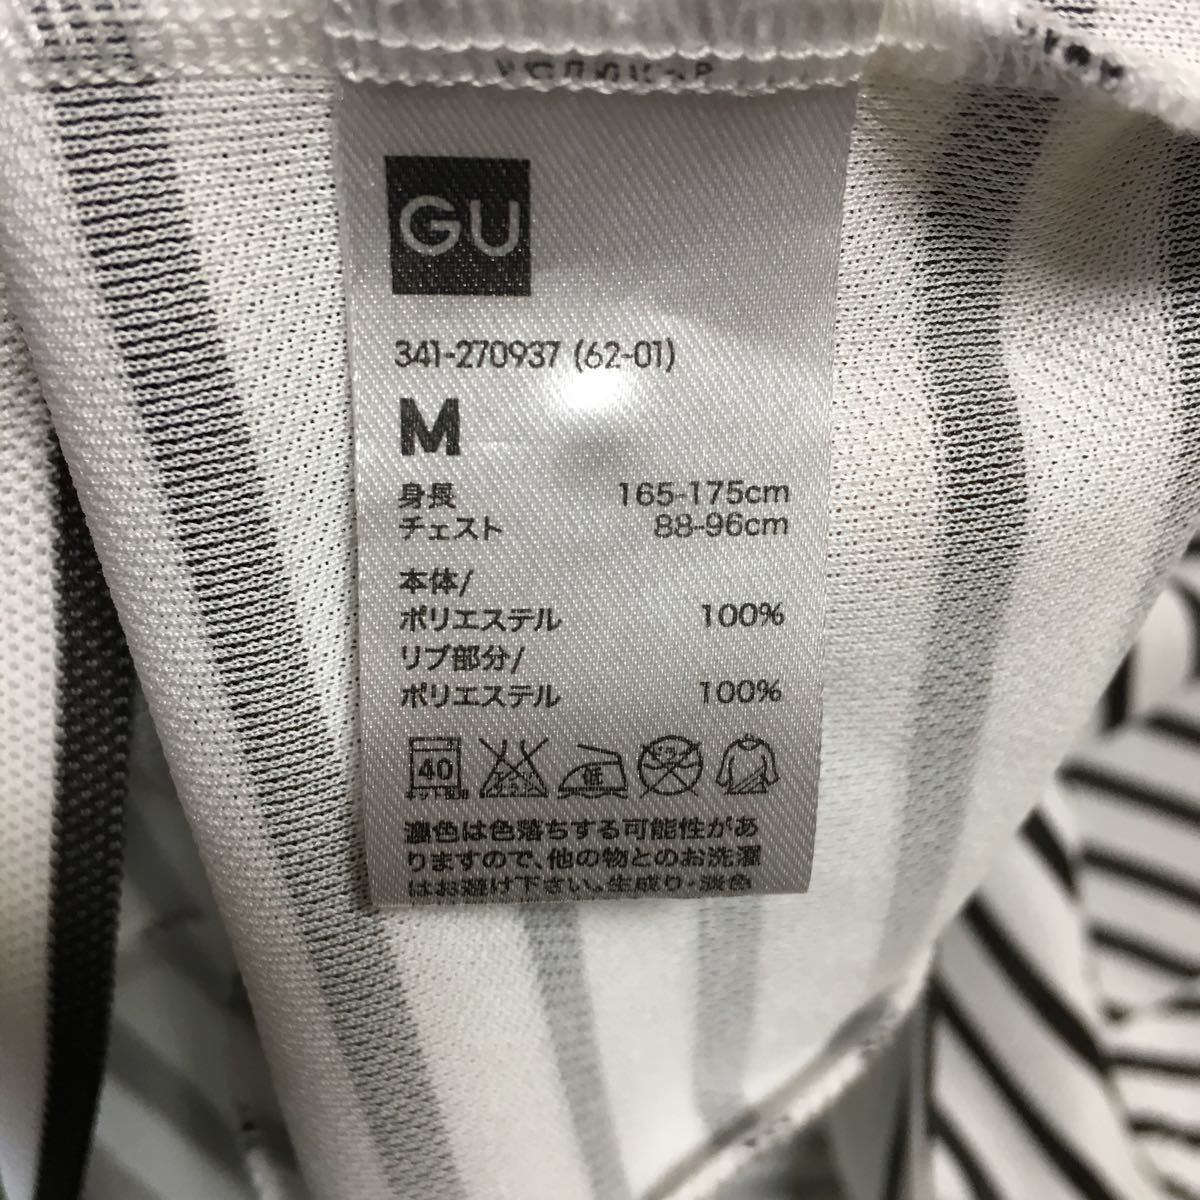 GU
341-270937 (62-01)
M
身長 165-175cm
チェスト 88-96cm
本体/
ポリエステル 100%
リブ部分/
ポリエステル 100%
40
低
濃色は色落ちする可能性があ
りますので、他の物とのお洗濯
はお避け下さい。生成り・淡色